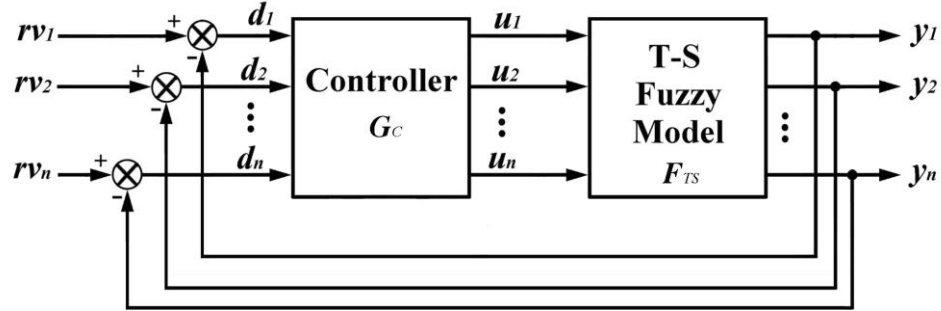 rv1 + - d1 u1 y1
rv2 + - d2 u2 y2
rvn + - dn un yn
Controller
GC
T-S
Fuzzy
Model
FTS